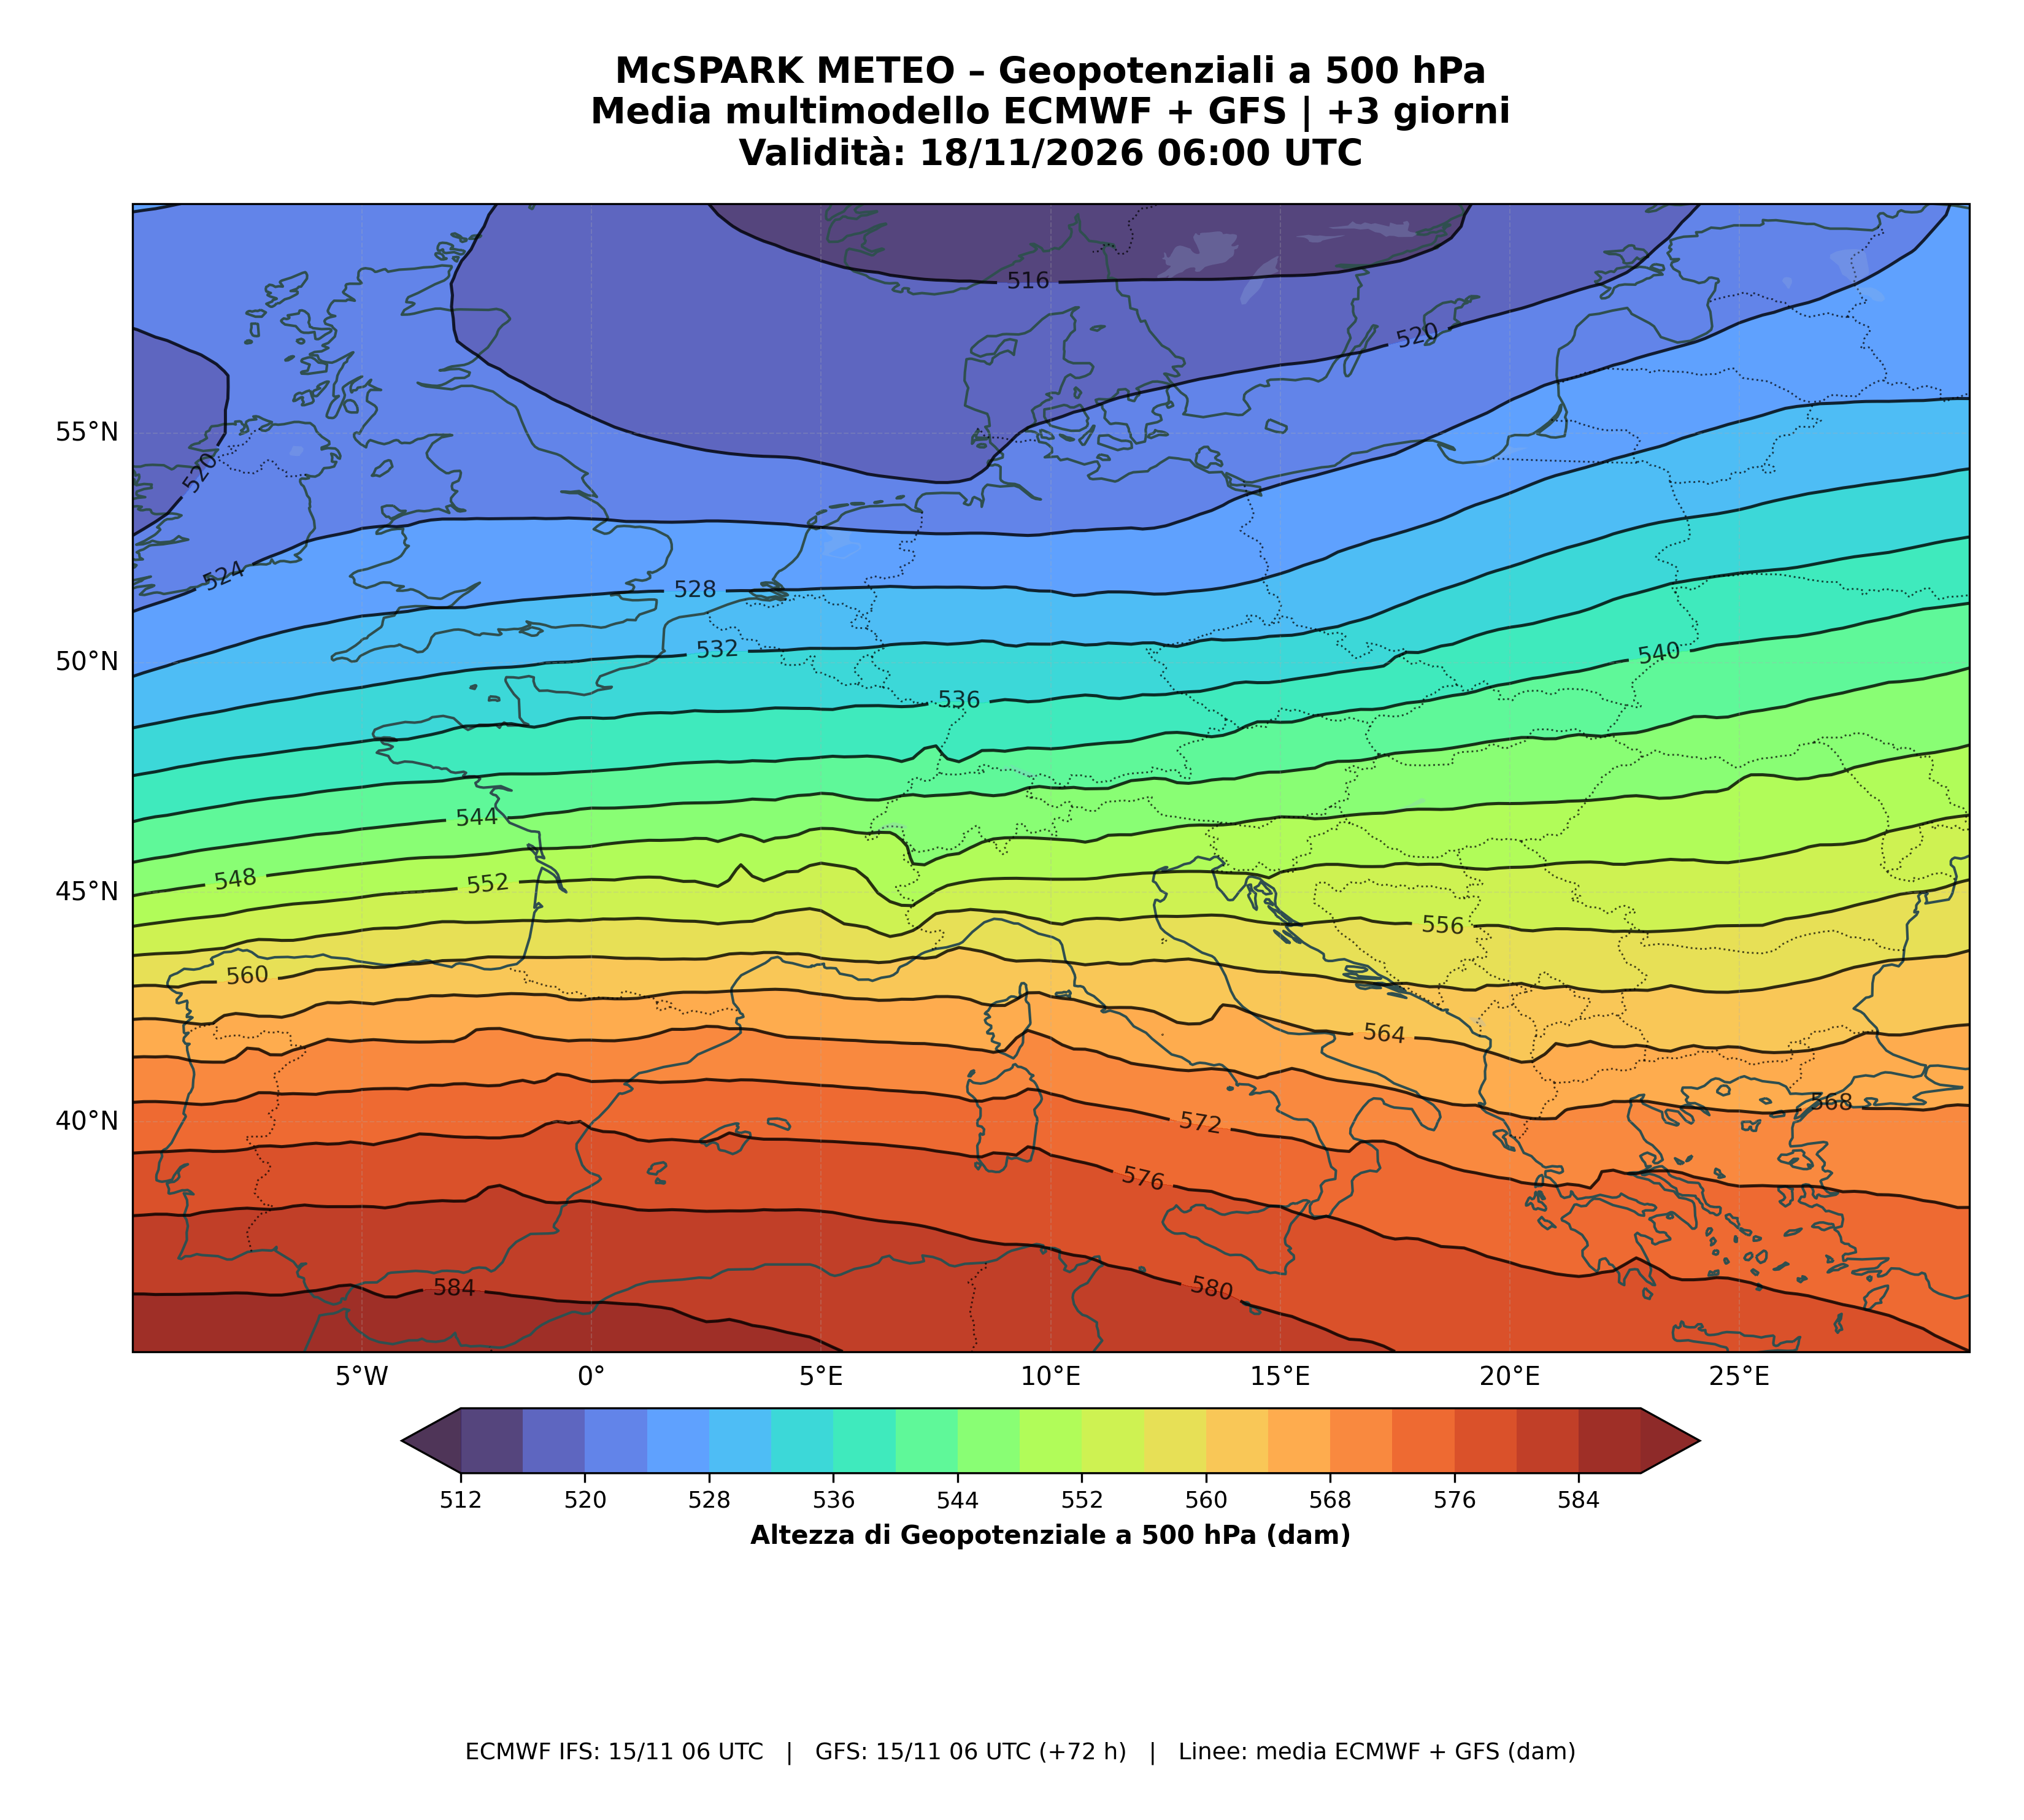 McSPARK METEO – Geopotenziali a 500 hPa
Media multimodello ECMWF + GFS | +3 giorni
Validità: 18/11/2026 06:00 UTC
516
520
520
55°N
524
528
532
540
50°N
536
544
548
552
45°N
556
560
564
568
40°N
572
576
580
584
5°W 0° 5°E 10°E 15°E 20°E 25°E
512 520 528 536 544 552 560 568 576 584
Altezza di Geopotenziale a 500 hPa (dam)
ECMWF IFS: 15/11 06 UTC | GFS: 15/11 06 UTC (+72 h) | Linee: media ECMWF + GFS (dam)